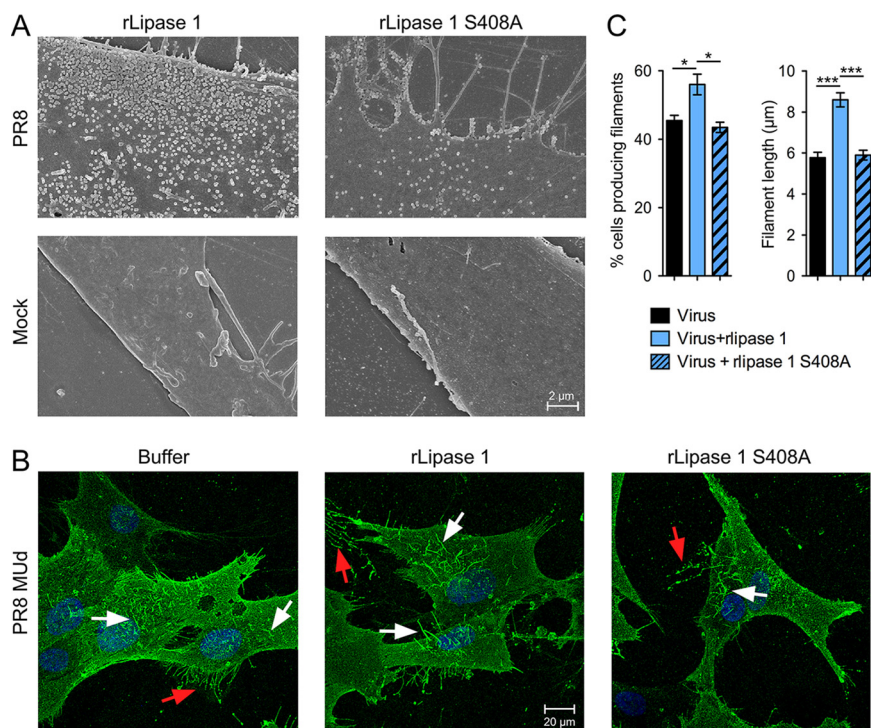 A
rLipase 1
rLipase 1 S408A
PR8
Mock
2 µm
C
% cells producing filaments
60
40
20
0
*
*
Filament length (µm)
10
8
6
4
2
0
***
***
Virus
Virus+rlipase 1
Virus + rlipase 1 S408A
B
Buffer
rLipase 1
rLipase 1 S408A
PR8 MUd
20 µm